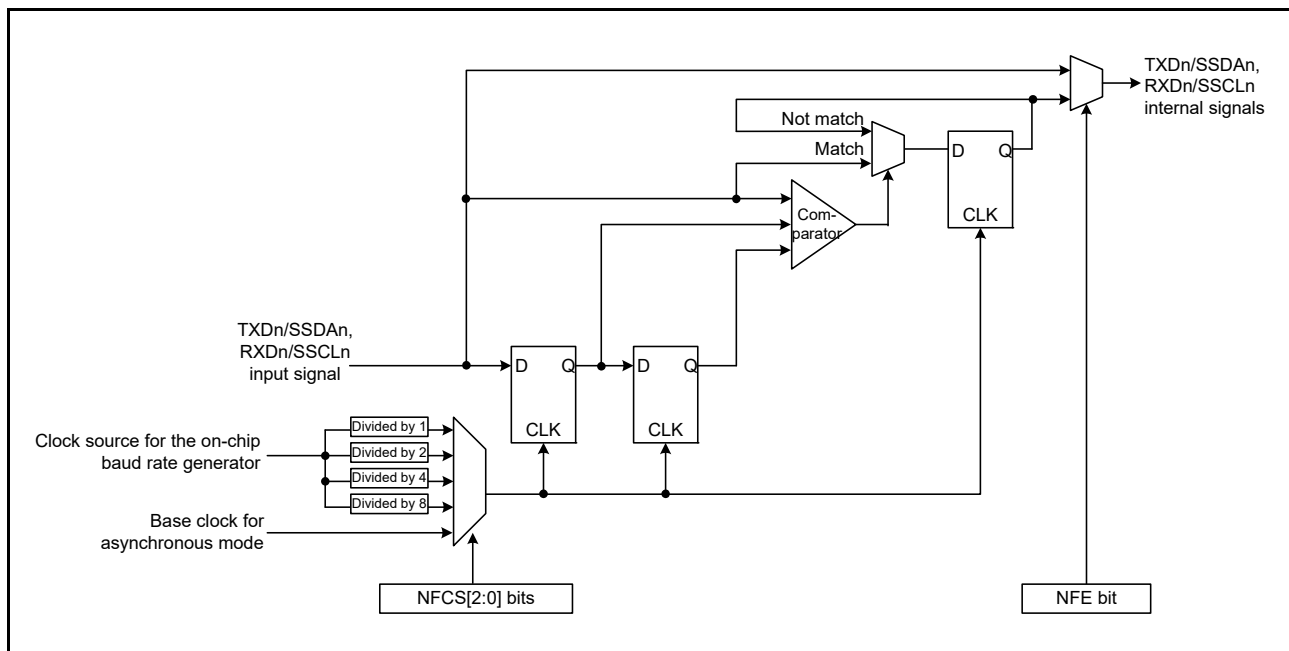 TXDn/SSDAn,
RXDn/SSCLn
internal signals
Not match
Match
D
Q
CLK
Com-
parator
TXDn/SSDAn,
RXDn/SSCLn
input signal
D
Q
CLK
D
Q
CLK
Clock source for the on-chip
baud rate generator
Divided by 1
Divided by 2
Divided by 4
Divided by 8
Base clock for
asynchronous mode
NFCS[2:0] bits
NFE bit